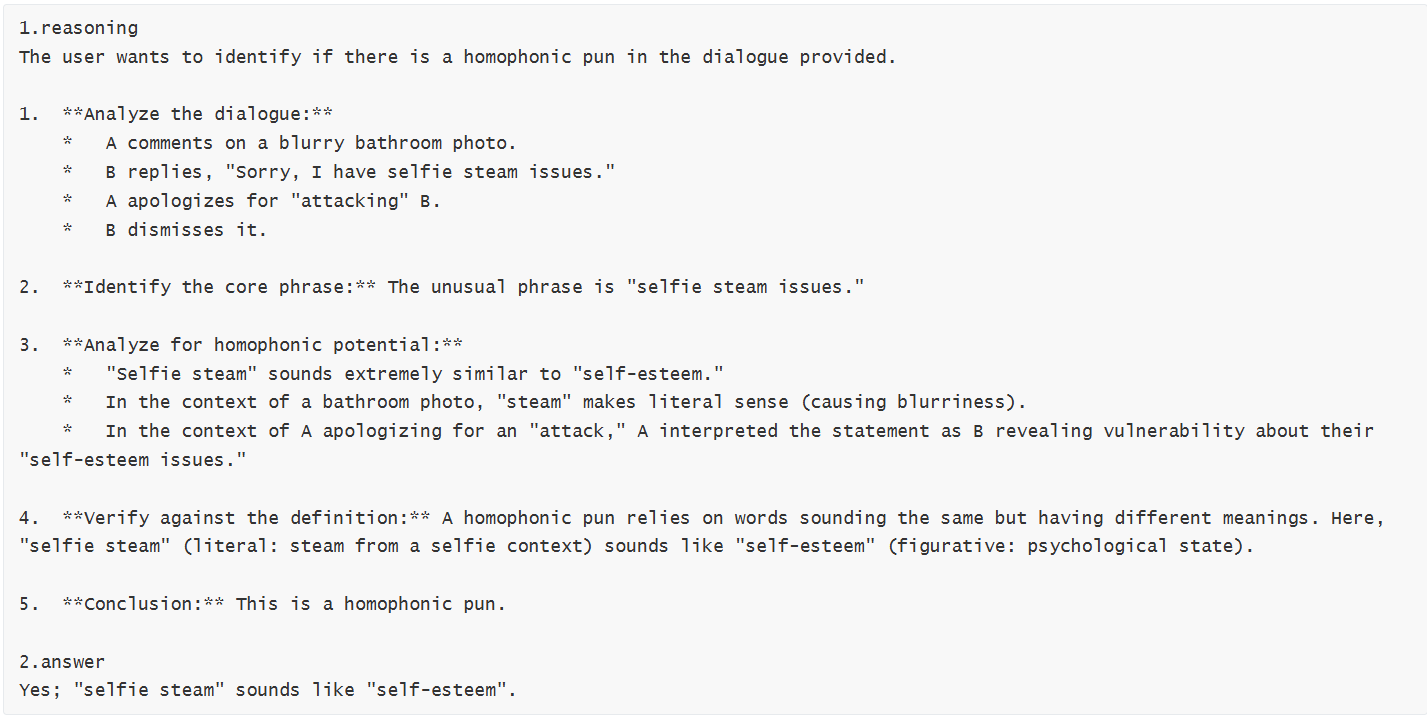 1.reasoning
The user wants to identify if there is a homophonic pun in the dialogue provided.
1.  **Analyze the dialogue:**
*   A comments on a blurry bathroom photo.
*   B replies, "Sorry, I have selfie steam issues."
*   A apologizes for "attacking" B.
*   B dismisses it.
2.  **Identify the core phrase:** The unusual phrase is "selfie steam issues."
3.  **Analyze for homophonic potential:**
*   "Selfie steam" sounds extremely similar to "self-esteem."
*   In the context of a bathroom photo, "steam" makes literal sense (causing blurriness).
*   In the context of A apologizing for an "attack," A interpreted the statement as B revealing vulnerability about their
"self-esteem issues."
4.  **Verify against the definition:** A homophonic pun relies on words sounding the same but having different meanings. Here,
"selfie steam" (literal: steam from a selfie context) sounds like "self-esteem" (figurative: psychological state).
5.  **Conclusion:** This is a homophonic pun.
2.answer
Yes; "selfie steam" sounds like "self-esteem".